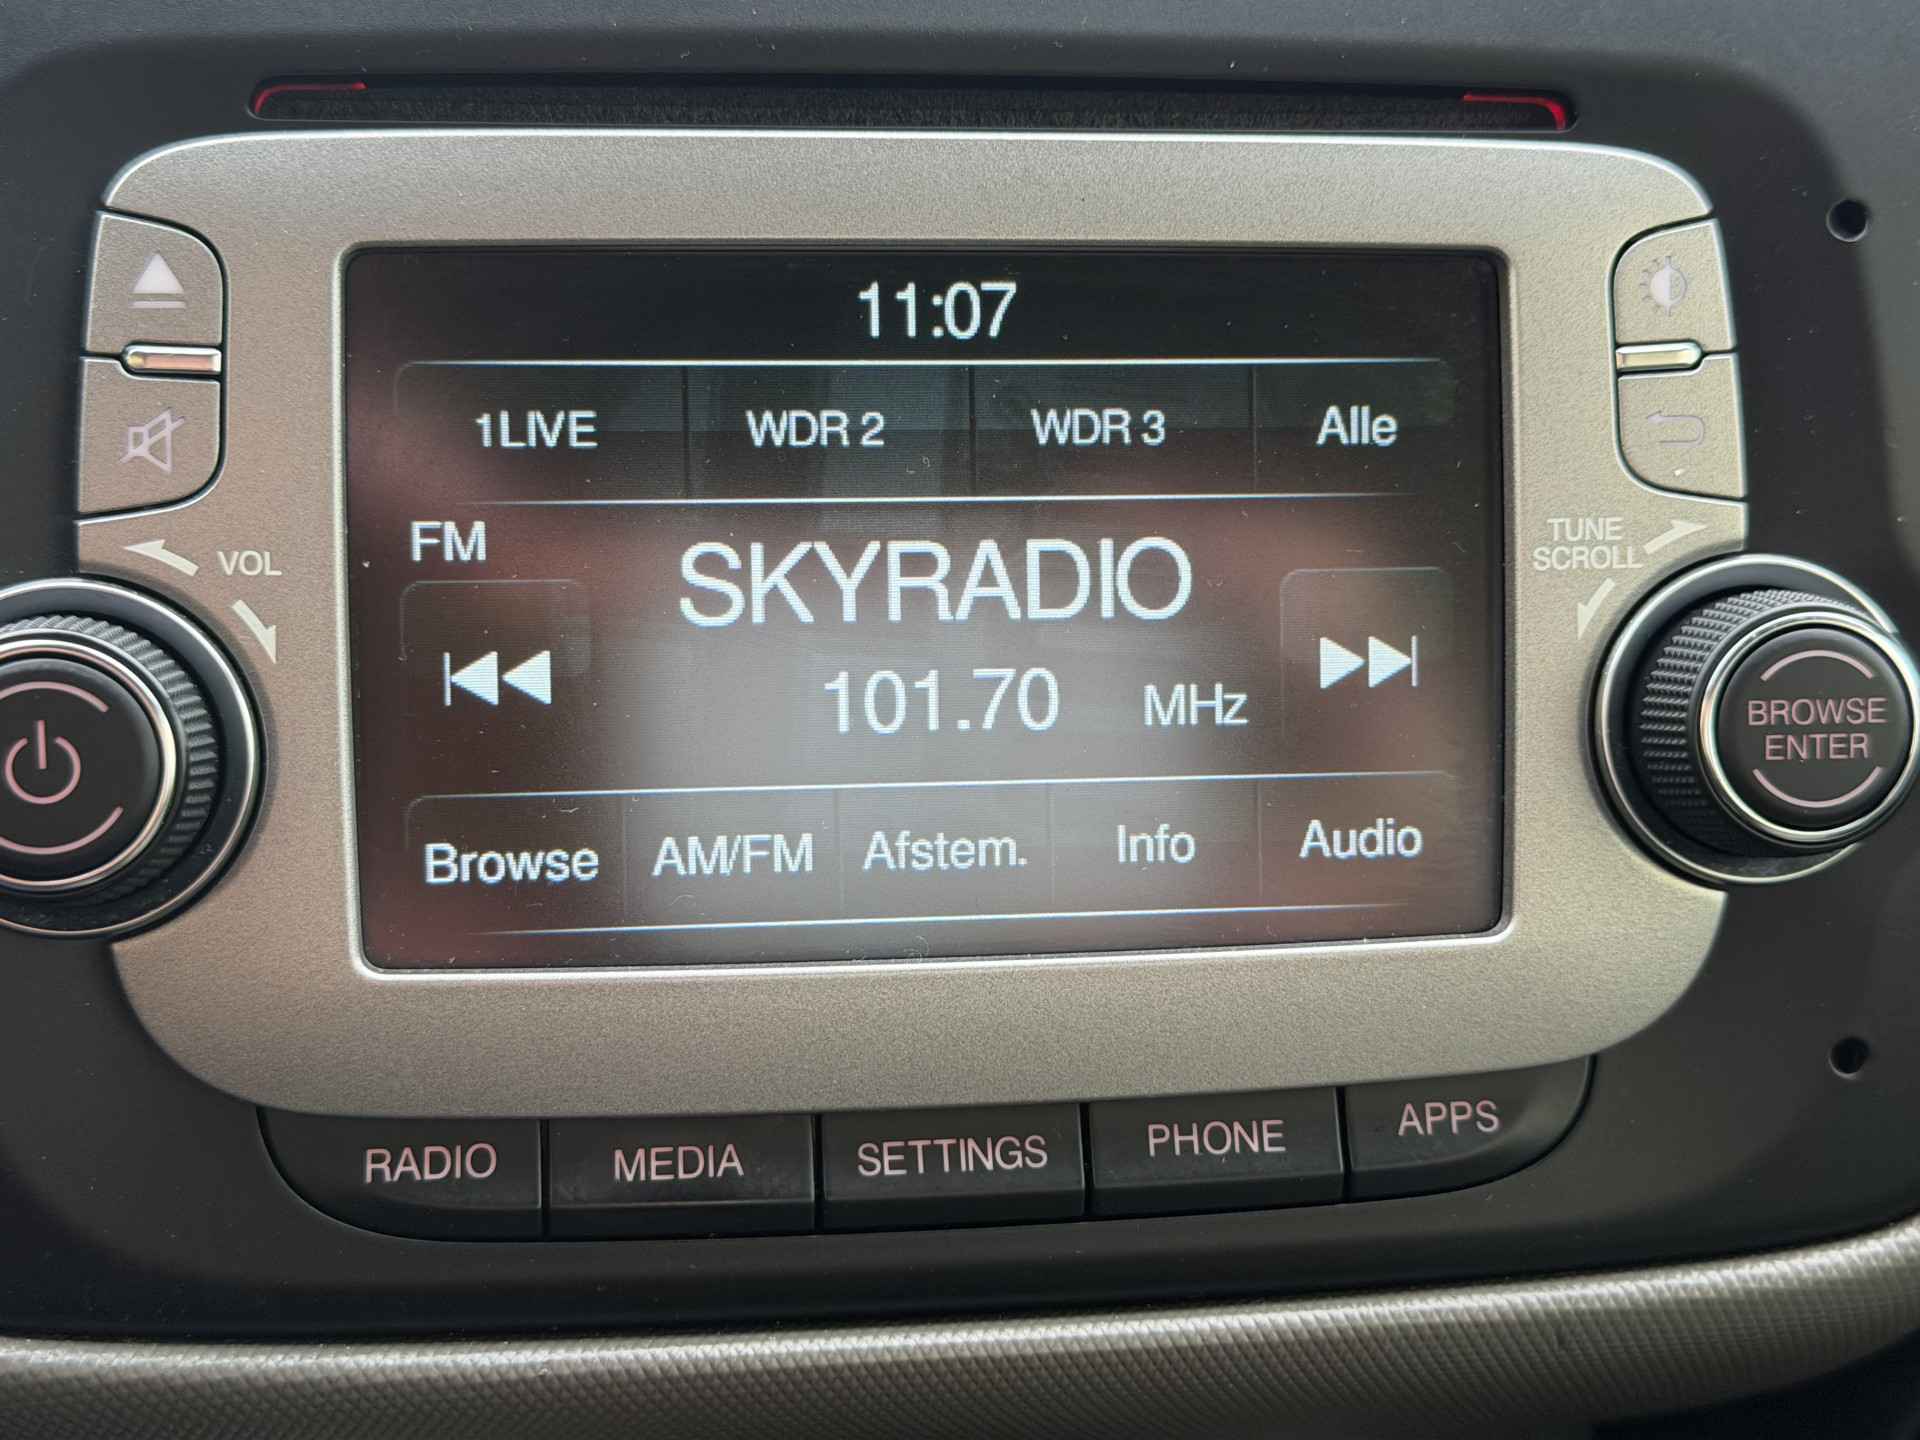 11:07
1LIVE WDR 2 WDR 3 Alle
FM
SKYRADIO
101.70 MHz
Browse AM/FM Afstem. Info Audio
VOL
TUNE
SCROLL
BROWSE
ENTER
RADIO MEDIA SETTINGS PHONE APPS